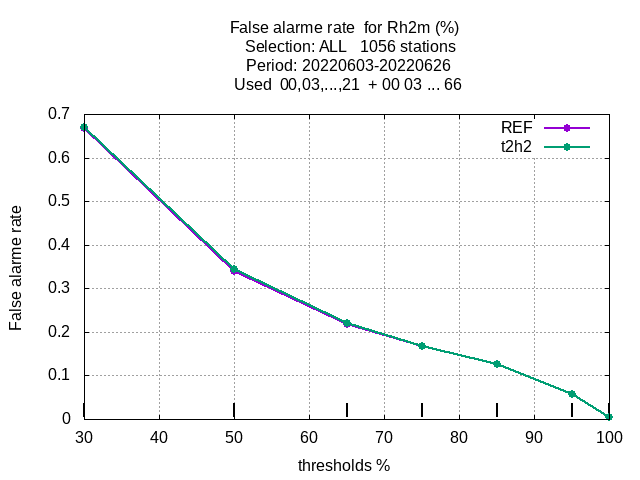 False alarme rate  for Rh2m (%)
Selection: ALL   1056 stations
Period: 20220603-20220626
Used  00,03,...,21  + 00 03 ... 66
REF
t2h2
False alarme rate
0.7
0.6
0.5
0.4
0.3
0.2
0.1
0
30 40 50 60 70 80 90 100
thresholds %